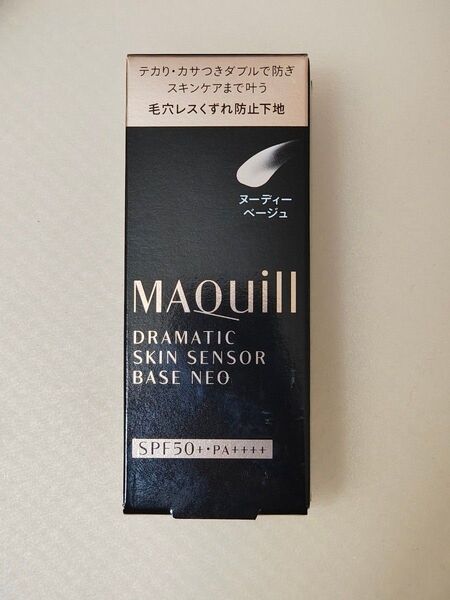 テカリ・カサつきダブルで防ぎ
スキンケアまで叶う
毛穴レスくずれ防止下地
ヌーディー
ベージュ
MAQuill
DRAMATIC
SKIN SENSOR
BASE NEO
SPF50+・PA++++